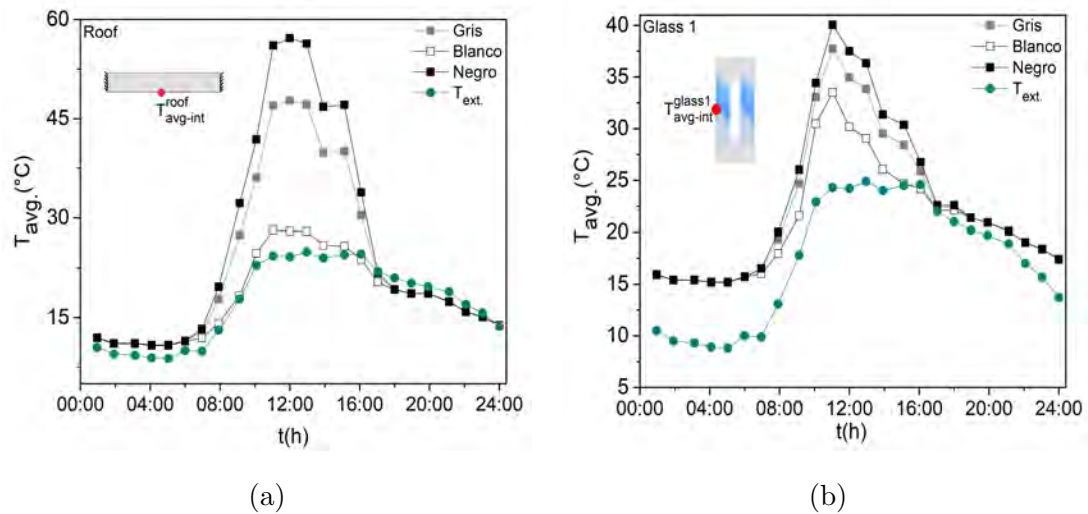 Roof
Gris
Blanco
Negro
T_ext.
T^roof_avg-int
T_avg. (°C)
60
45
30
15
00:00 04:00 08:00 12:00 16:00 20:00 24:00
t(h)
(a)
Glass 1
Gris
Blanco
Negro
T_ext.
T^glass1_avg-int
T_avg. (°C)
40
35
30
25
20
15
10
5
00:00 04:00 08:00 12:00 16:00 20:00 24:00
t(h)
(b)